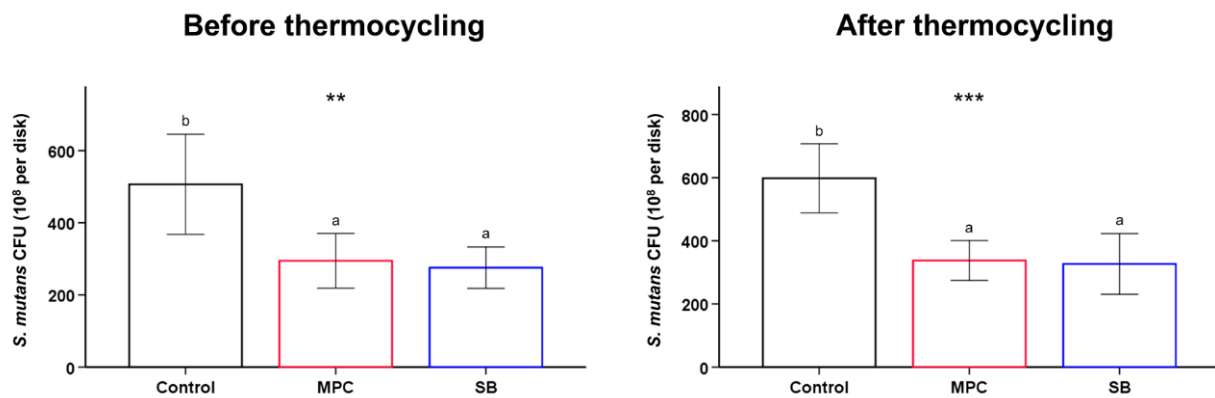 Before thermocycling
S. mutans CFU (10⁸ per disk)
**
b
a
a
600
400
200
0
Control MPC SB
After thermocycling
S. mutans CFU (10⁸ per disk)
***
b
a
a
800
600
400
200
0
Control MPC SB